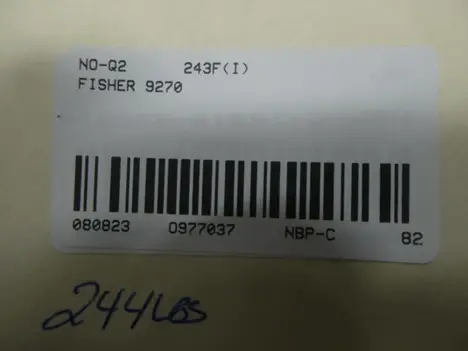 NO-Q2 243F(I)
FISHER 9270
080823 0977037 NBP-C 82
244Lbs